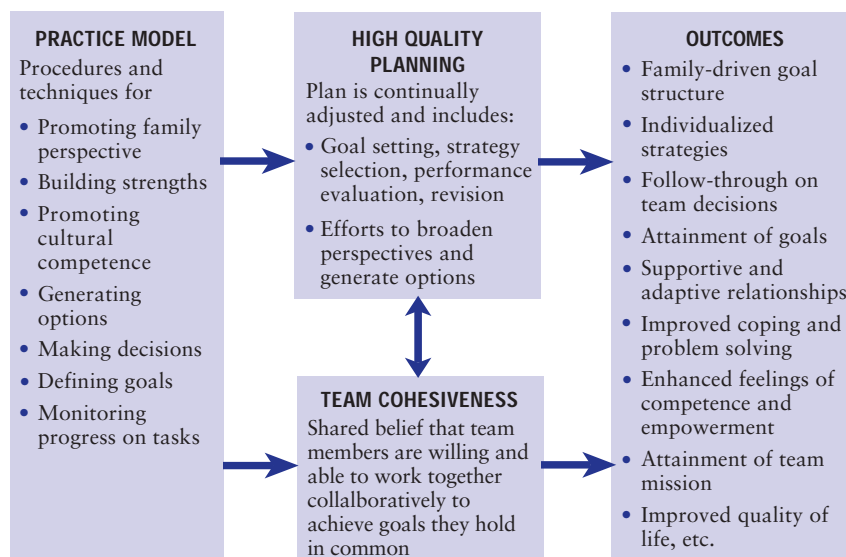 PRACTICE MODEL
Procedures and
techniques for
• Promoting family
perspective
• Building strengths
• Promoting
cultural
competence
• Generating
options
• Making decisions
• Defining goals
• Monitoring
progress on tasks
HIGH QUALITY
PLANNING
Plan is continually
adjusted and includes:
• Goal setting, strategy
selection, performance
evaluation, revision
• Efforts to broaden
perspectives and
generate options
TEAM COHESIVENESS
Shared belief that team
members are willing and
able to work together
collalboratively to
achieve goals they hold
in common
OUTCOMES
• Family-driven goal
structure
• Individualized
strategies
• Follow-through on
team decisions
• Attainment of goals
• Supportive and
adaptive relationships
• Improved coping and
problem solving
• Enhanced feelings of
competence and
empowerment
• Attainment of team
mission
• Improved quality of
life, etc.